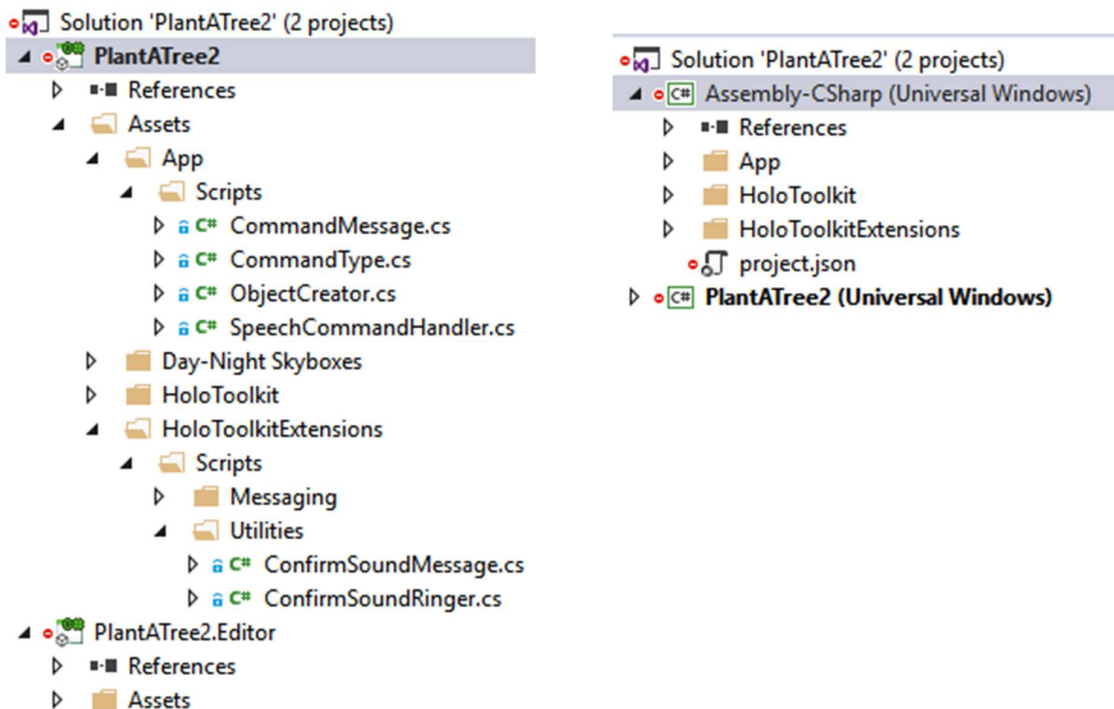 Solution 'PlantATree2' (2 projects)
PlantATree2
References
Assets
App
Scripts
C# CommandMessage.cs
C# CommandType.cs
C# ObjectCreator.cs
C# SpeechCommandHandler.cs
Day-Night Skyboxes
HoloToolkit
HoloToolkitExtensions
Scripts
Messaging
Utilities
C# ConfirmSoundMessage.cs
C# ConfirmSoundRinger.cs
PlantATree2.Editor
References
Assets
Solution 'PlantATree2' (2 projects)
C# Assembly-CSharp (Universal Windows)
References
App
HoloToolkit
HoloToolkitExtensions
project.json
C# PlantATree2 (Universal Windows)